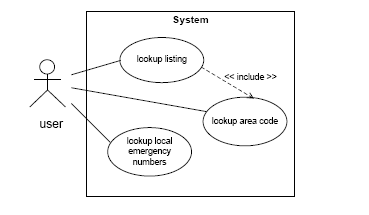 System
lookup listing
<< include >>
lookup area code
user
lookup local
emergency
numbers